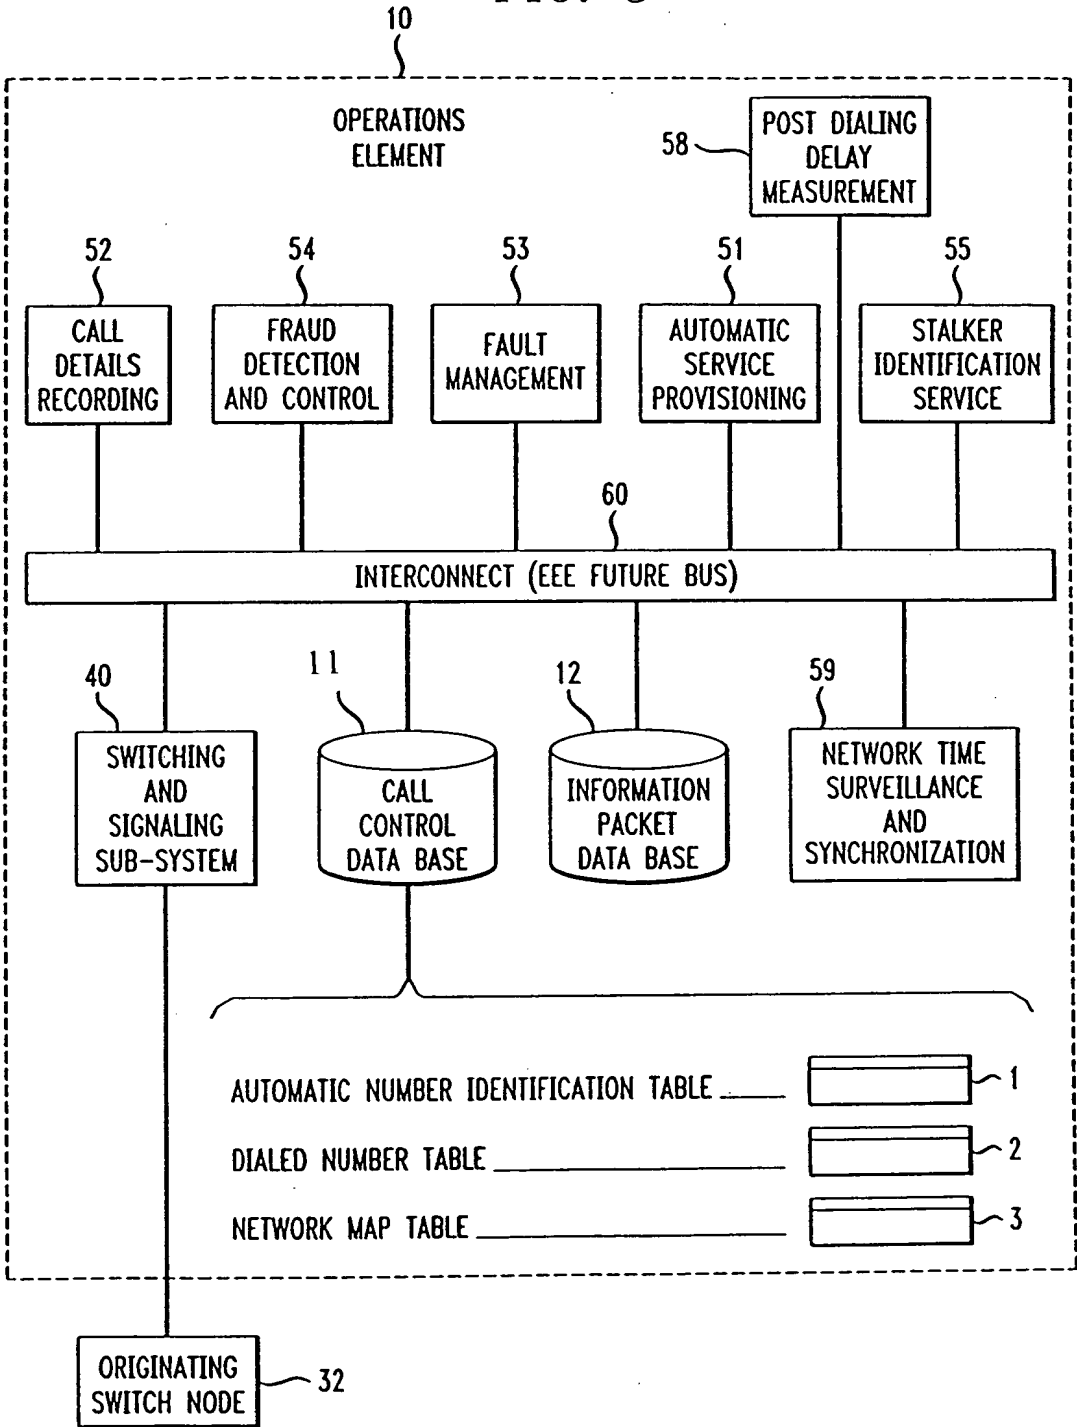 10
OPERATIONS
ELEMENT
58
POST DIALING
DELAY
MEASUREMENT
52
54
53
51
55
CALL
DETAILS
RECORDING
FRAUD
DETECTION
AND CONTROL
FAULT
MANAGEMENT
AUTOMATIC
SERVICE
PROVISIONING
STALKER
IDENTIFICATION
SERVICE
60
INTERCONNECT (EEE FUTURE BUS)
40
11
12
59
SWITCHING
AND
SIGNALING
SUB-SYSTEM
CALL
CONTROL
DATA BASE
INFORMATION
PACKET
DATA BASE
NETWORK TIME
SURVEILLANCE
AND
SYNCHRONIZATION
AUTOMATIC NUMBER IDENTIFICATION TABLE
1
DIALED NUMBER TABLE
2
NETWORK MAP TABLE
3
ORIGINATING
SWITCH NODE
32